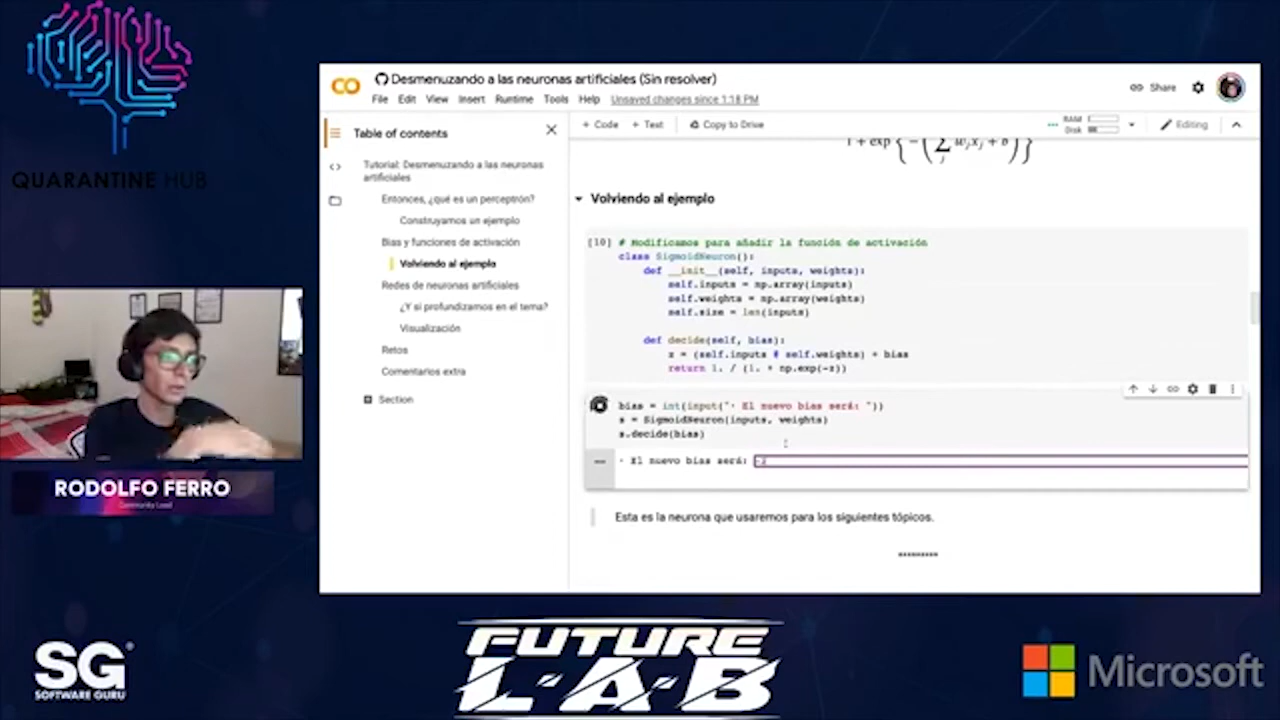 QUARANTINE HUB
Desmenuzando a las neuronas artificiales (Sin resolver)
File Edit View Insert Runtime Tools Help Unsaved changes since 1:18 PM
Share
Table of contents
+ Code + Text Copy to Drive
RAM
Disk
Editing
Tutorial: Desmenuzando a las neuronas
artificiales
Entonces, ¿qué es un perceptrón?
Construyamos un ejemplo
Bias y funciones de activación
Volviendo al ejemplo
Redes de neuronas artificiales
¿Y si profundizamos en el tema?
Visualización
Retos
Comentarios extra
Section
1 + exp { − ( ∑ j w j x j + b ) }
Volviendo al ejemplo
[10] # Modificamos para añadir la función de activación
class SigmoidNeuron():
def __init__(self, inputs, weights):
self.inputs = np.array(inputs)
self.weights = np.array(weights)
self.size = len(inputs)
def decide(self, bias):
z = (self.inputs @ self.weights) + bias
return 1. / (1. + np.exp(-z))
bias = int(input("· El nuevo bias será: "))
s = SigmoidNeuron(inputs, weights)
s.decide(bias)
· El nuevo bias será: -2
Esta es la neurona que usaremos para los siguientes tópicos.
RODOLFO FERRO
Community Lead
SG
SOFTWARE GURU
FUTURE
L·A·B
Microsoft